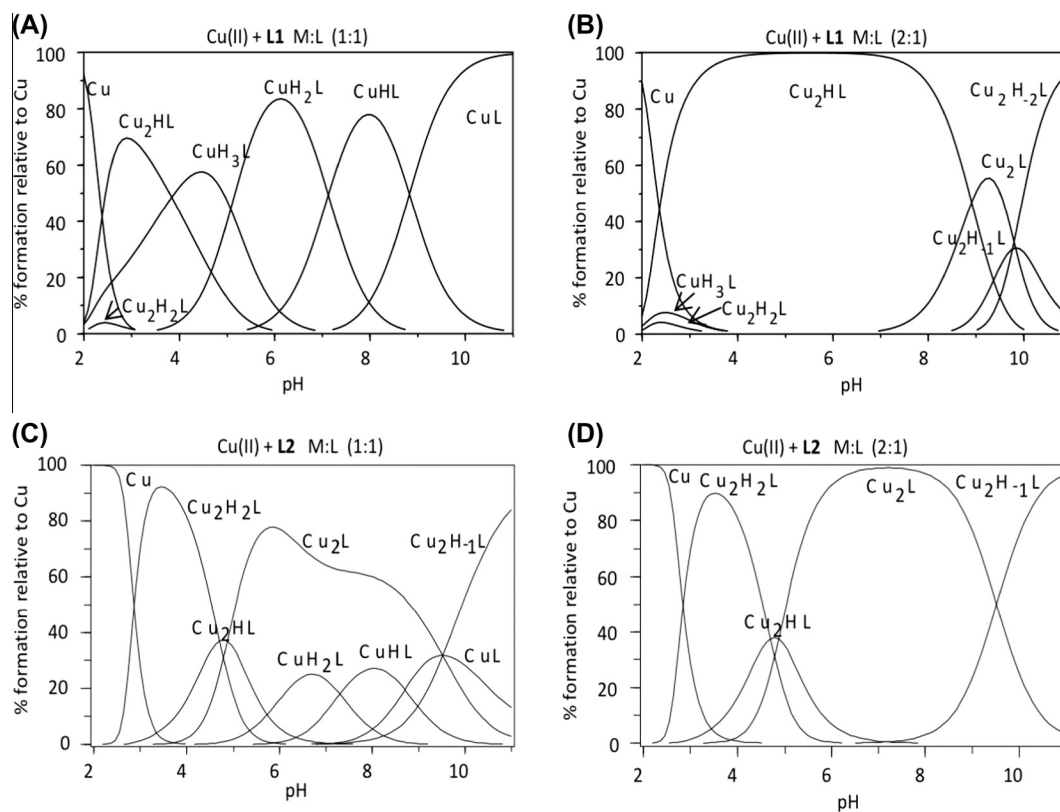 (A)
Cu(II) + L1 M:L (1:1)
% formation relative to Cu
100
80
60
40
20
0
Cu
Cu2HL
CuH3L
CuH2L
CuHL
CuL
Cu2H2L
2 4 6 8 10
pH
(B)
Cu(II) + L1 M:L (2:1)
% formation relative to Cu
100
80
60
40
20
0
Cu
Cu2HL
Cu2H-2L
Cu2L
Cu2H-1L
CuH3L
Cu2H2L
2 4 6 8 10
pH
(C)
Cu(II) + L2 M:L (1:1)
% formation relative to Cu
100
80
60
40
20
0
Cu
Cu2H2L
Cu2L
Cu2H-1L
Cu2HL
CuH2L
CuHL
CuL
2 4 6 8 10
pH
(D)
Cu(II) + L2 M:L (2:1)
% formation relative to Cu
100
80
60
40
20
0
Cu
Cu2H2L
Cu2L
Cu2H-1L
Cu2HL
2 4 6 8 10
pH